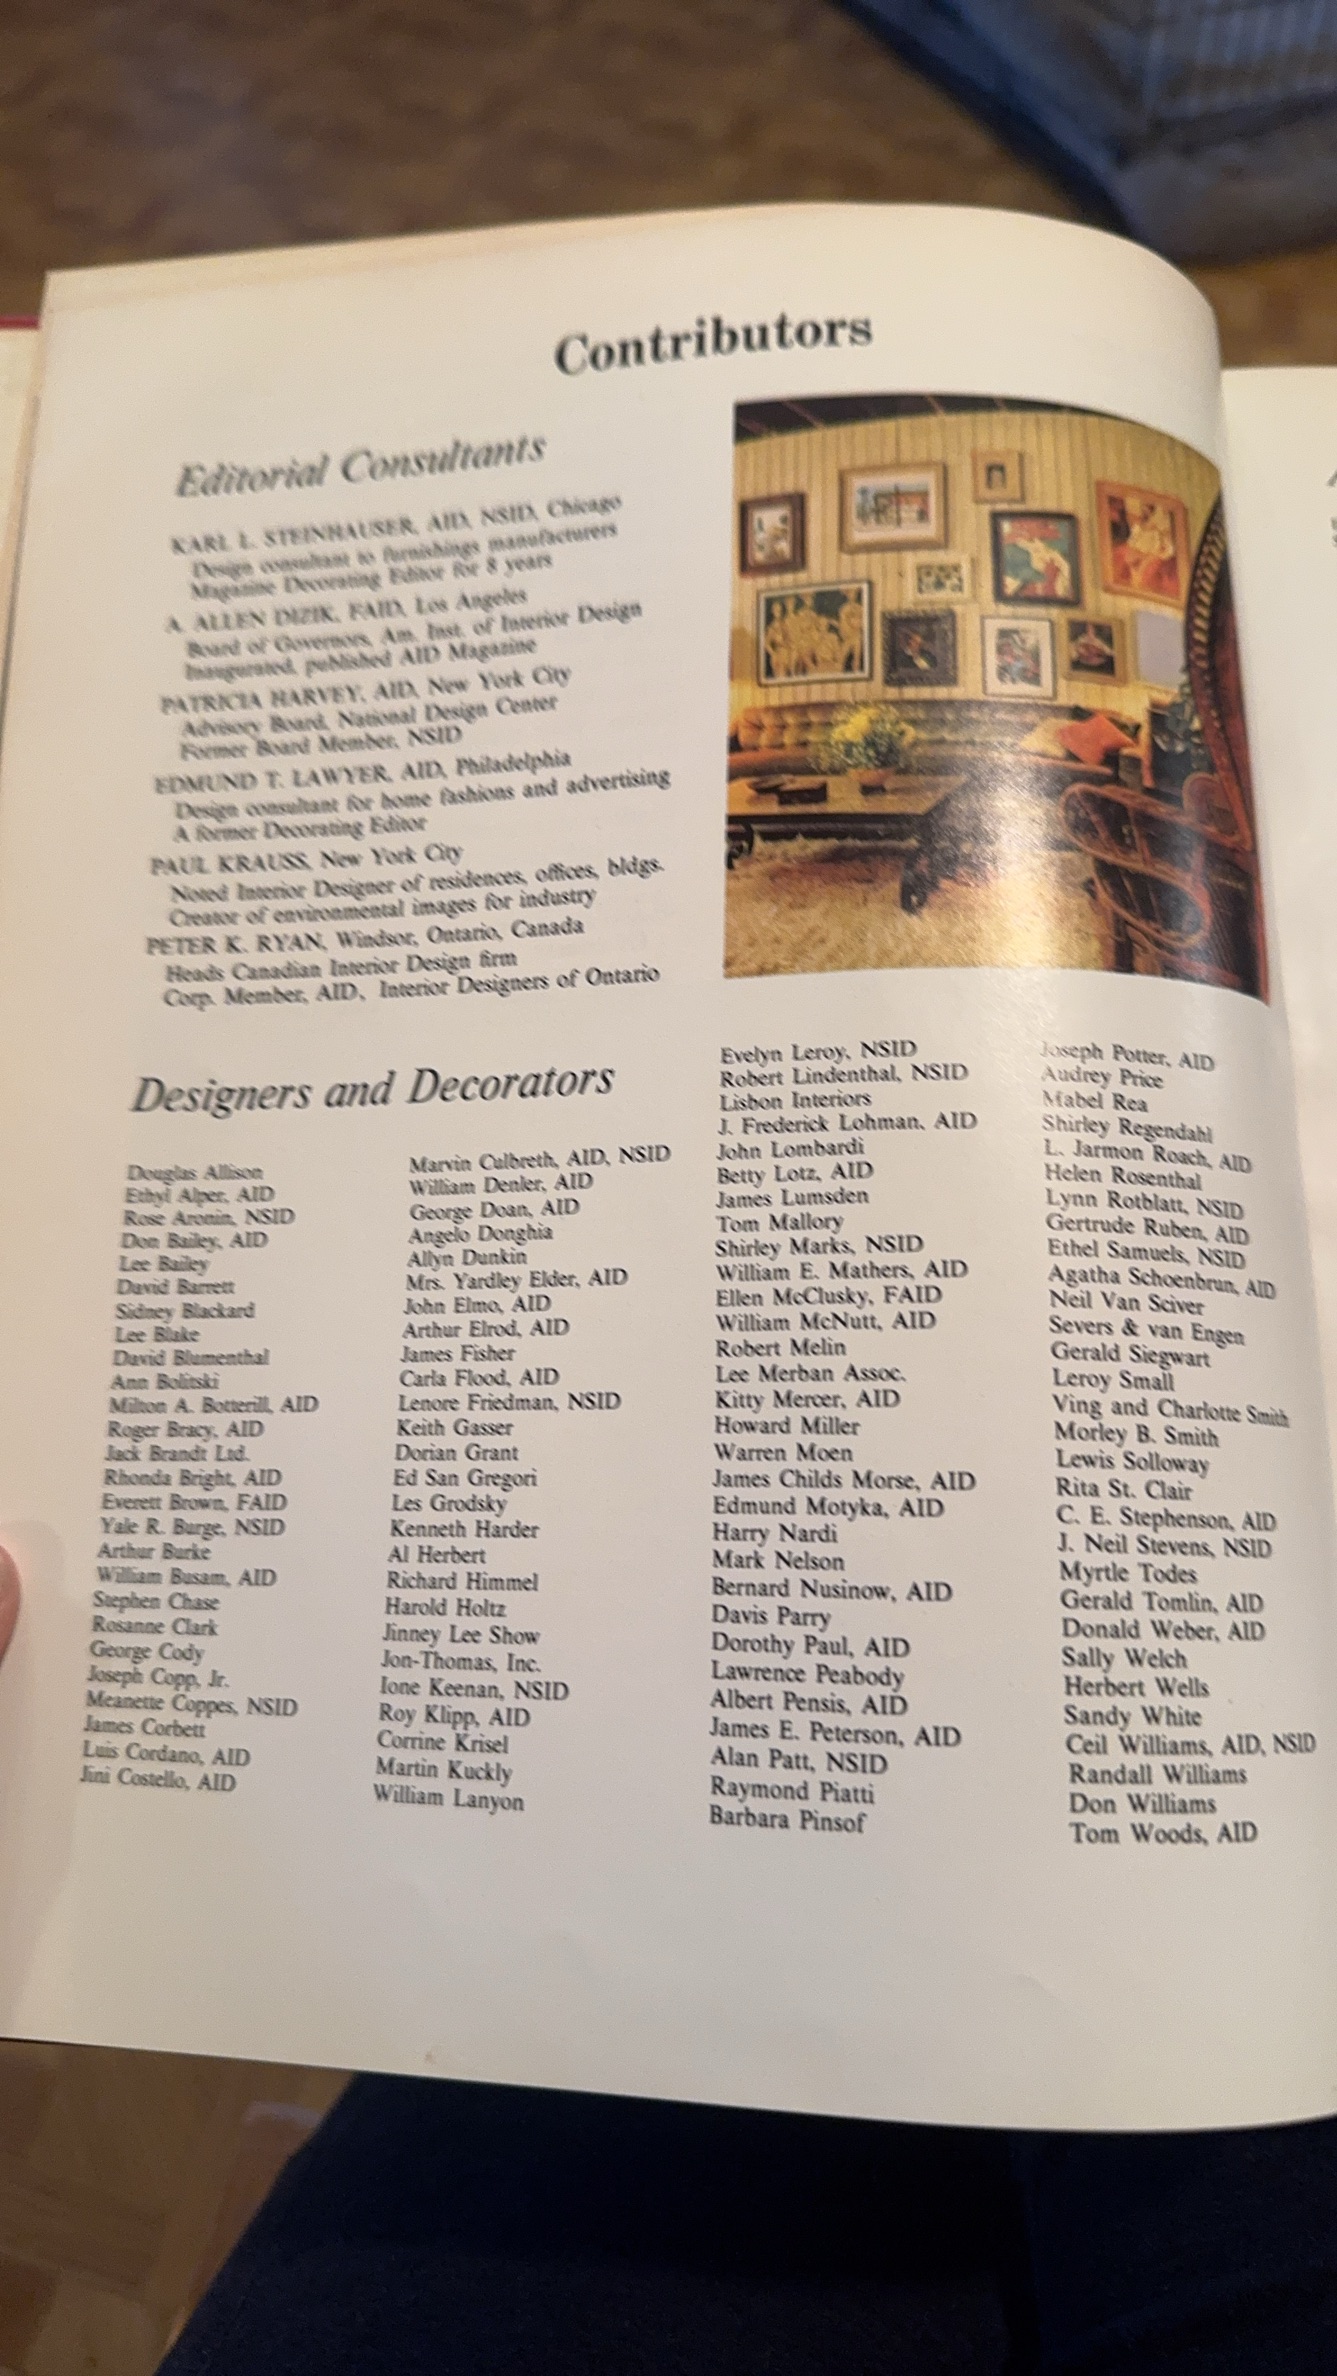 Contributors
Editorial Consultants
KARL L. STEINHAUSER, AID, NSID, Chicago
Design consultant to furnishings manufacturers
Magazine Decorating Editor for 8 years
A. ALLEN DIZIK, FAID, Los Angeles
Board of Governors, Am. Inst. of Interior Design
Inaugurated, published AID Magazine
PATRICIA HARVEY, AID, New York City
Advisory Board, National Design Center
Former Board Member, NSID
EDMUND T. LAWYER, AID, Philadelphia
Design consultant for home fashions and advertising
A former Decorating Editor
PAUL KRAUSS, New York City
Noted Interior Designer of residences, offices, bldgs.
Creator of environmental images for industry
PETER K. RYAN, Windsor, Ontario, Canada
Heads Canadian Interior Design firm
Corp. Member, AID, Interior Designers of Ontario
Designers and Decorators
Douglas Allison
Ethyl Alper, AID
Rose Aronin, NSID
Don Bailey, AID
Lee Bailey
David Barrett
Sidney Blackard
Lee Blake
David Blumenthal
Ann Bolitski
Milton A. Botterill, AID
Roger Bracy, AID
Jack Brandt Ltd.
Rhonda Bright, AID
Everett Brown, FAID
Yale R. Burge, NSID
Arthur Burke
William Busam, AID
Stephen Chase
Rosanne Clark
George Cody
Joseph Copp, Jr.
Meanette Coppes, NSID
James Corbett
Luis Cordano, AID
Jini Costello, AID
Marvin Culbreth, AID, NSID
William Denler, AID
George Doan, AID
Angelo Donghia
Allyn Dunkin
Mrs. Yardley Elder, AID
John Elmo, AID
Arthur Elrod, AID
James Fisher
Carla Flood, AID
Lenore Friedman, NSID
Keith Gasser
Dorian Grant
Ed San Gregori
Les Grodsky
Kenneth Harder
Al Herbert
Richard Himmel
Harold Holtz
Jinney Lee Show
Jon-Thomas, Inc.
Ione Keenan, NSID
Roy Klipp, AID
Corrine Krisel
Martin Kuckly
William Lanyon
Evelyn Leroy, NSID
Robert Lindenthal, NSID
Lisbon Interiors
J. Frederick Lohman, AID
John Lombardi
Betty Lotz, AID
James Lumsden
Tom Mallory
Shirley Marks, NSID
William E. Mathers, AID
Ellen McClusky, FAID
William McNutt, AID
Robert Melin
Lee Merban Assoc.
Kitty Mercer, AID
Howard Miller
Warren Moen
James Childs Morse, AID
Edmund Motyka, AID
Harry Nardi
Mark Nelson
Bernard Nusinow, AID
Davis Parry
Dorothy Paul, AID
Lawrence Peabody
Albert Pensis, AID
James E. Peterson, AID
Alan Patt, NSID
Raymond Piatti
Barbara Pinsof
Joseph Potter, AID
Audrey Price
Mabel Rea
Shirley Regendahl
L. Jarmon Roach, AID
Helen Rosenthal
Lynn Rotblatt, NSID
Gertrude Ruben, AID
Ethel Samuels, NSID
Agatha Schoenbrun, AID
Neil Van Sciver
Severs & van Engen
Gerald Siegwart
Leroy Small
Ving and Charlotte Smith
Morley B. Smith
Lewis Solloway
Rita St. Clair
C. E. Stephenson, AID
J. Neil Stevens, NSID
Myrtle Todes
Gerald Tomlin, AID
Donald Weber, AID
Sally Welch
Herbert Wells
Sandy White
Ceil Williams, AID, NSID
Randall Williams
Don Williams
Tom Woods, AID